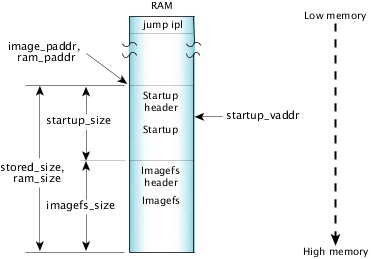 RAM
Low memory
jump ipl
image_paddr,
ram_paddr
Startup
header
startup_size
startup_vaddr
Startup
stored_size,
ram_size
Imagefs
header
imagefs_size
Imagefs
High memory